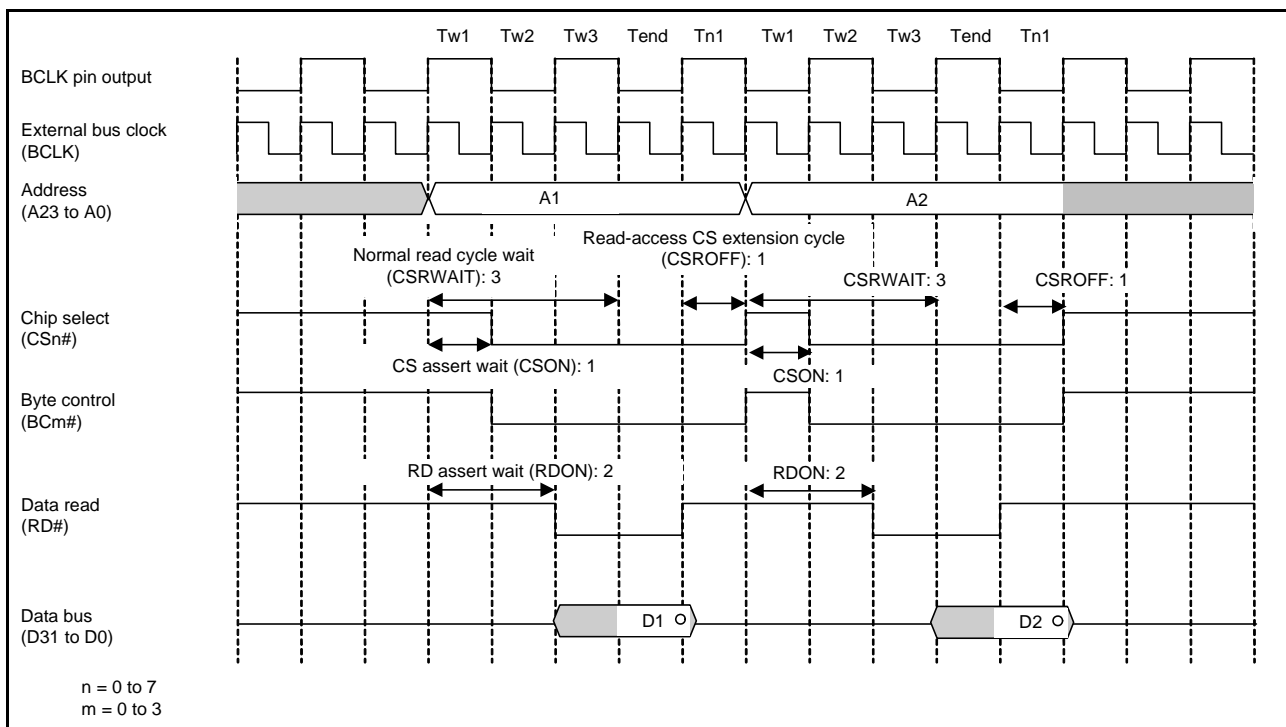 Tw1 Tw2 Tw3 Tend Tn1 Tw1 Tw2 Tw3 Tend Tn1
BCLK pin output
External bus clock
(BCLK)
Address
(A23 to A0)
A1
A2
Normal read cycle wait
(CSRWAIT): 3
Read-access CS extension cycle
(CSROFF): 1
CSRWAIT: 3
CSROFF: 1
Chip select
(CSn#)
CS assert wait (CSON): 1
CSON: 1
Byte control
(BCm#)
RD assert wait (RDON): 2
RDON: 2
Data read
(RD#)
Data bus
(D31 to D0)
D1
D2
n = 0 to 7
m = 0 to 3